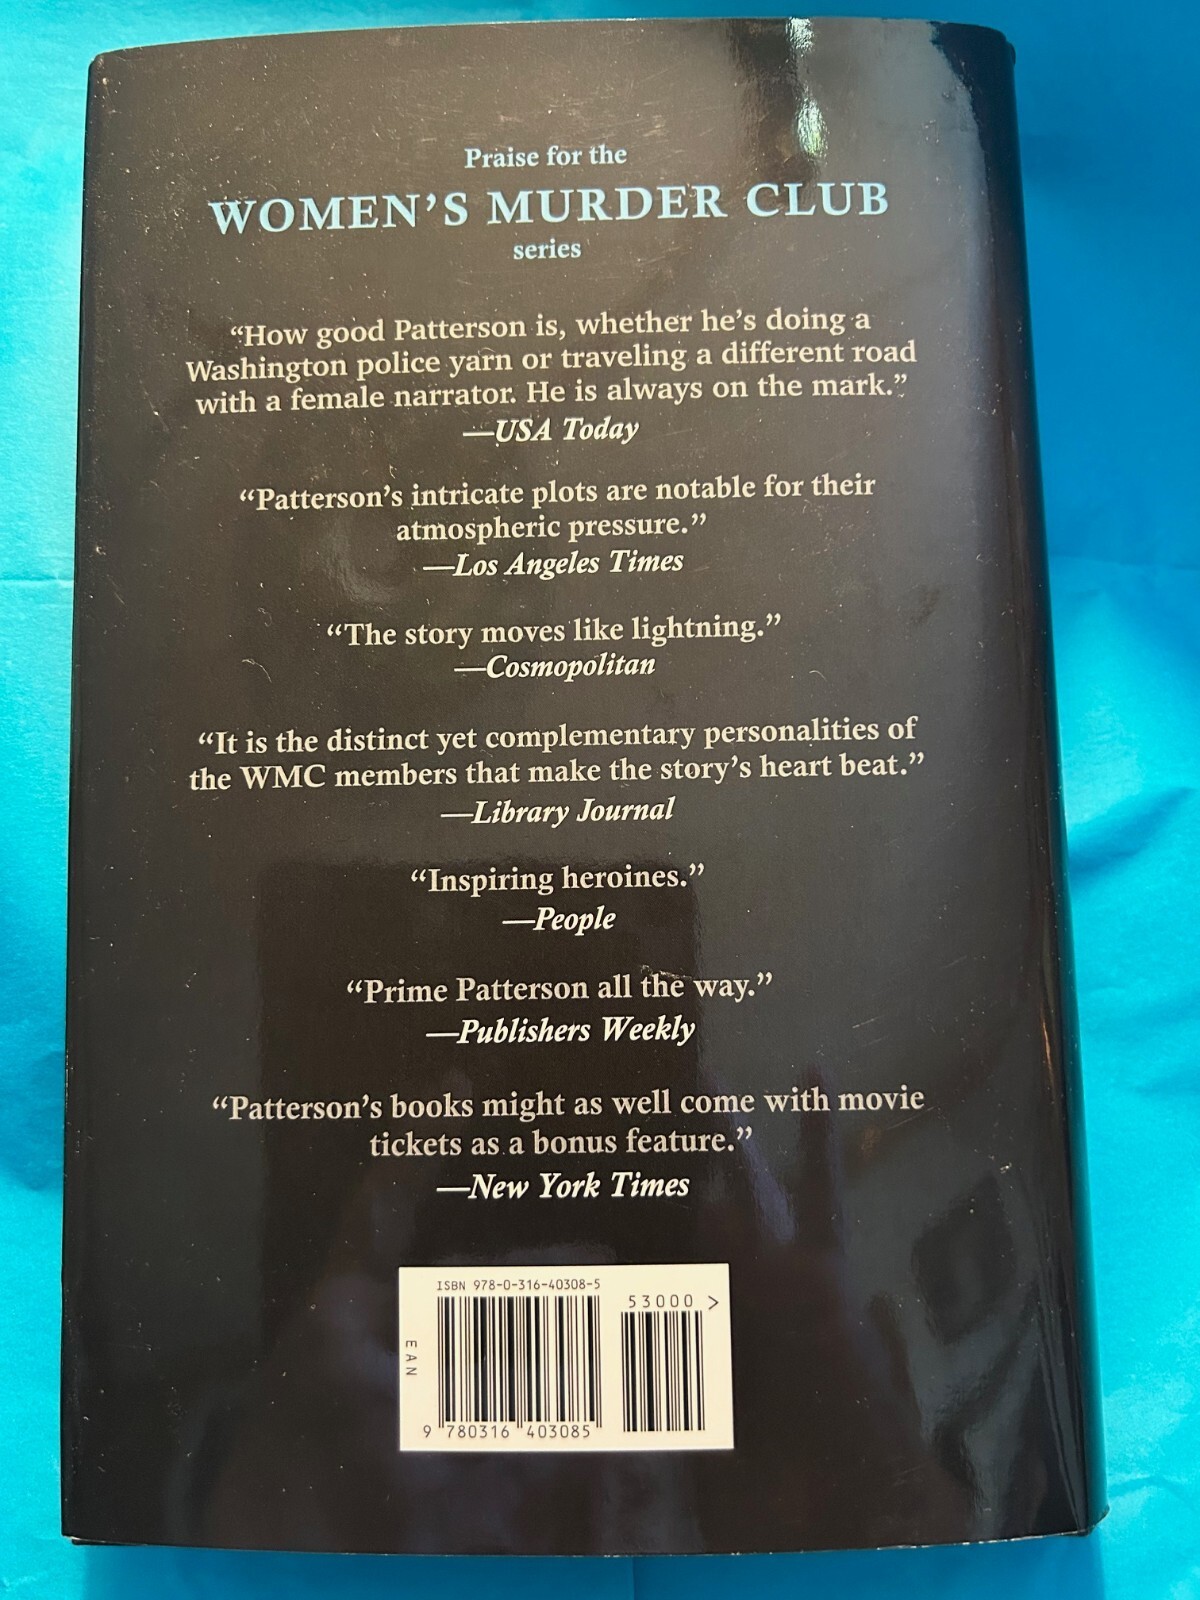 Praise for the
WOMEN'S MURDER CLUB
series
“How good Patterson is, whether he's doing a
Washington police yarn or traveling a different road
with a female narrator. He is always on the mark.”
—USA Today
“Patterson's intricate plots are notable for their
atmospheric pressure.”
—Los Angeles Times
“The story moves like lightning.”
—Cosmopolitan
“It is the distinct yet complementary personalities of
the WMC members that make the story's heart beat.”
—Library Journal
“Inspiring heroines.”
—People
“Prime Patterson all the way.”
—Publishers Weekly
“Patterson's books might as well come with movie
tickets as a bonus feature.”
—New York Times
ISBN 978-0-316-40308-5
53000 >
EAN
9 780316 403085